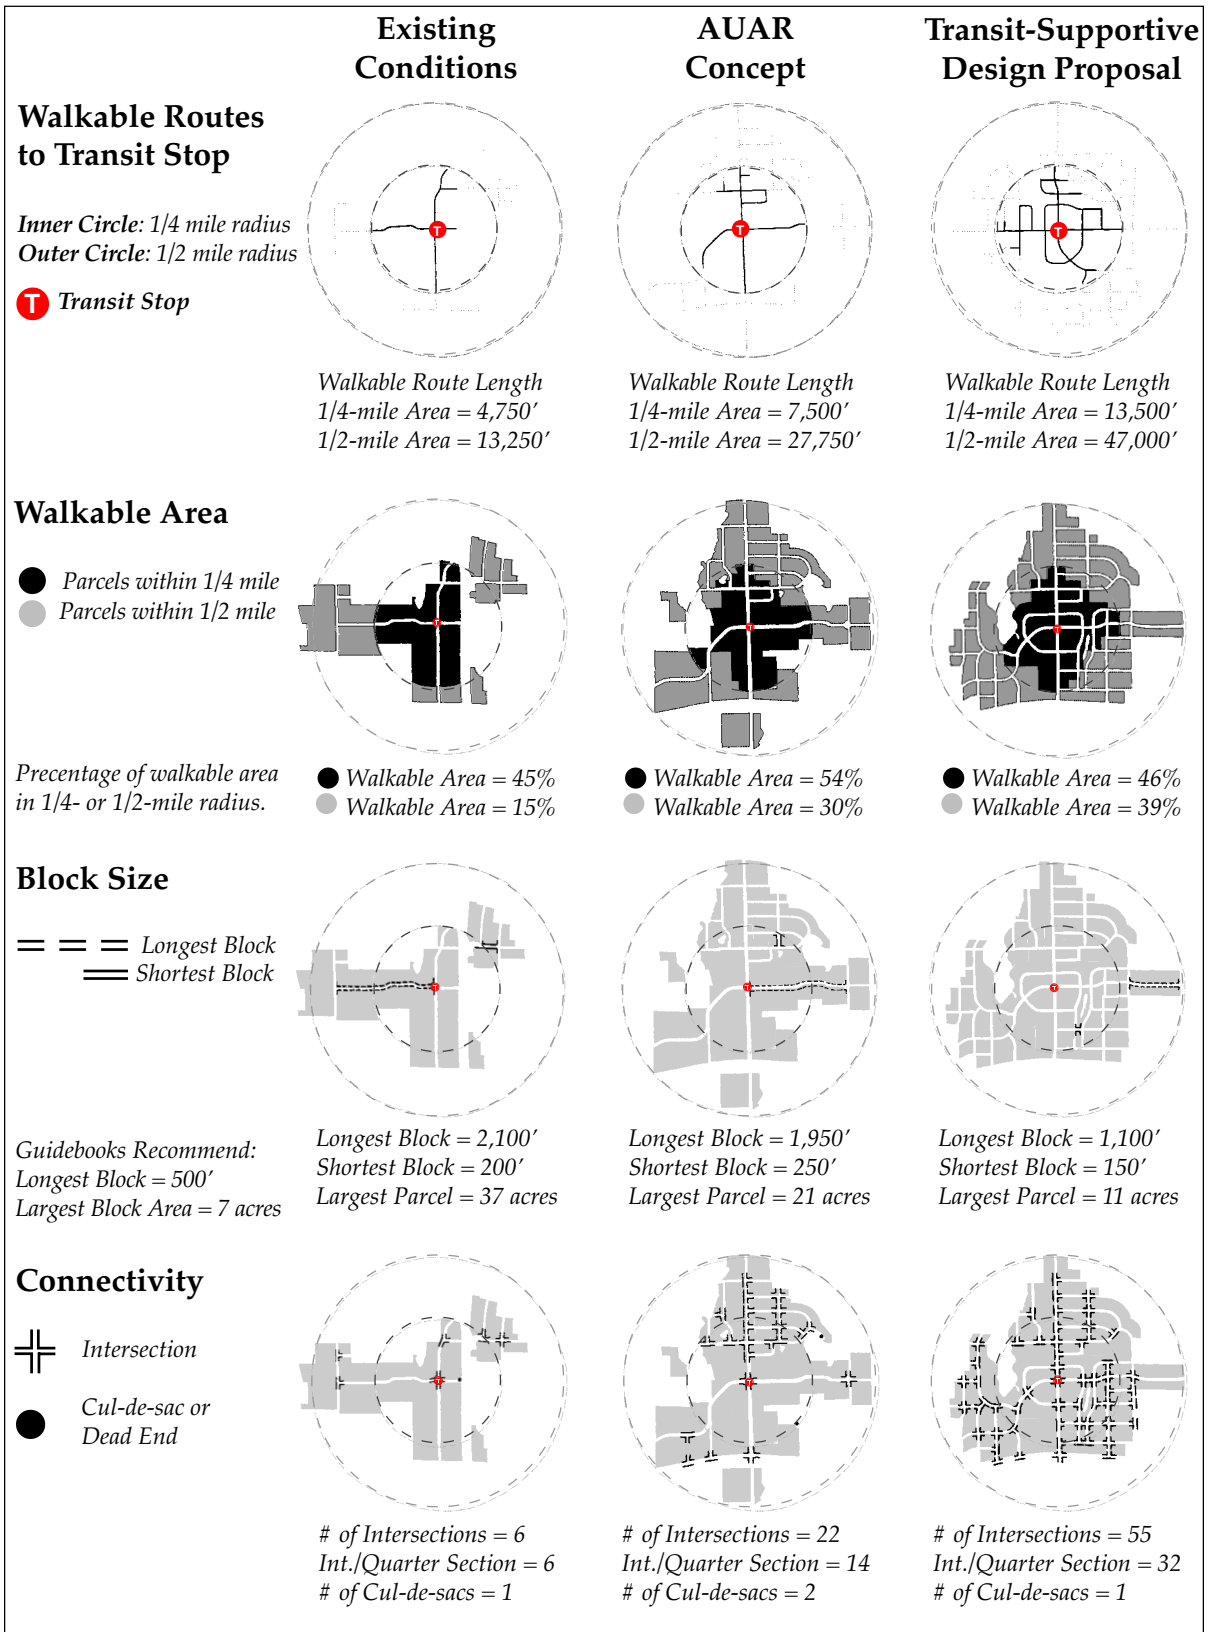 Existing
Conditions
AUAR
Concept
Transit-Supportive
Design Proposal
Walkable Routes
to Transit Stop
Inner Circle: 1/4 mile radius
Outer Circle: 1/2 mile radius
T Transit Stop
T
T
T
Walkable Route Length
1/4-mile Area = 4,750’
1/2-mile Area = 13,250’
Walkable Route Length
1/4-mile Area = 7,500’
1/2-mile Area = 27,750’
Walkable Route Length
1/4-mile Area = 13,500’
1/2-mile Area = 47,000’
Walkable Area
Parcels within 1/4 mile
Parcels within 1/2 mile
T
T
T
Precentage of walkable area
in 1/4- or 1/2-mile radius.
Walkable Area = 45%
Walkable Area = 15%
Walkable Area = 54%
Walkable Area = 30%
Walkable Area = 46%
Walkable Area = 39%
Block Size
Longest Block
Shortest Block
T
T
T
Guidebooks Recommend:
Longest Block = 500’
Largest Block Area = 7 acres
Longest Block = 2,100’
Shortest Block = 200’
Largest Parcel = 37 acres
Longest Block = 1,950’
Shortest Block = 250’
Largest Parcel = 21 acres
Longest Block = 1,100’
Shortest Block = 150’
Largest Parcel = 11 acres
Connectivity
Intersection
Cul-de-sac or
Dead End
T
T
T
# of Intersections = 6
Int./Quarter Section = 6
# of Cul-de-sacs = 1
# of Intersections = 22
Int./Quarter Section = 14
# of Cul-de-sacs = 2
# of Intersections = 55
Int./Quarter Section = 32
# of Cul-de-sacs = 1